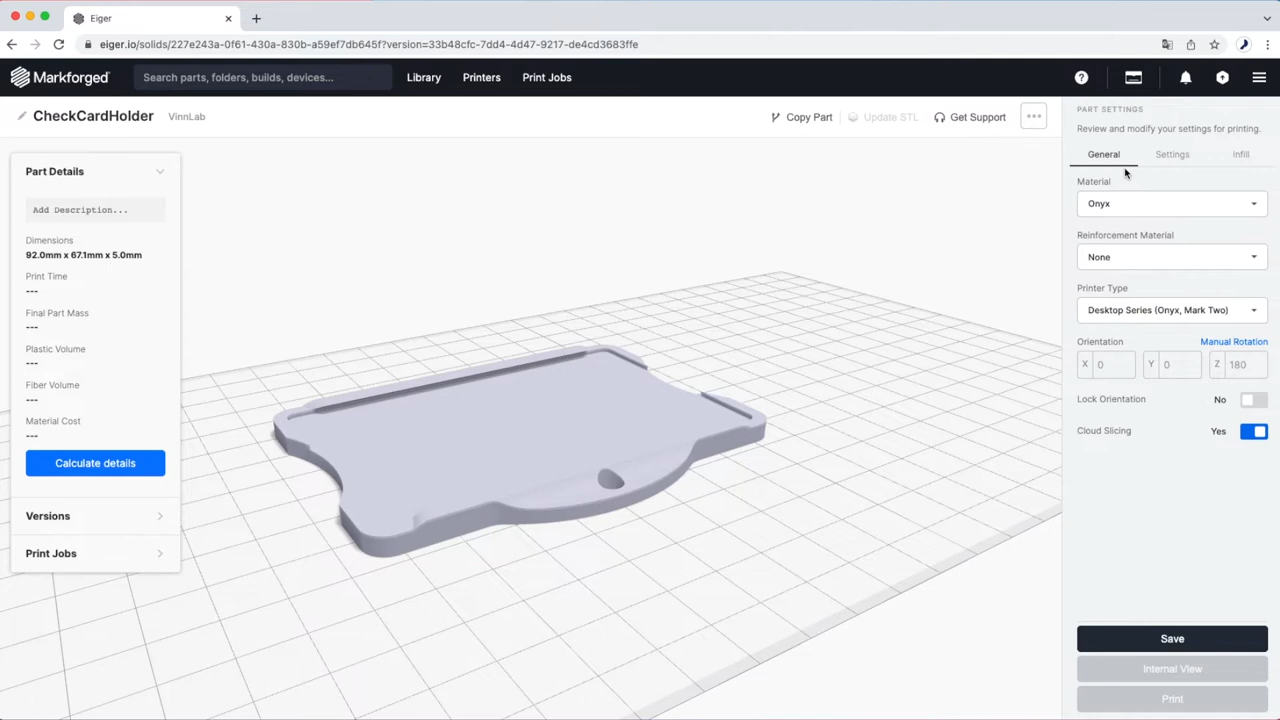 Eiger
eiger.io/solids/227e243a-0f61-430a-830b-a59ef7db645f?version=33b48cfc-7dd4-4d47-9217-de4cd3683ffe
Markforged
Search parts, folders, builds, devices...
Library
Printers
Print Jobs
CheckCardHolder
VinnLab
Copy Part
Update STL
Get Support
Part Details
Add Description...
Dimensions
92.0mm x 67.1mm x 5.0mm
Print Time
---
Final Part Mass
---
Plastic Volume
---
Fiber Volume
---
Material Cost
---
Calculate details
Versions
Print Jobs
PART SETTINGS
Review and modify your settings for printing.
General
Settings
Infill
Material
Onyx
Reinforcement Material
None
Printer Type
Desktop Series (Onyx, Mark Two)
Orientation
Manual Rotation
X 0
Y 0
Z 180
Lock Orientation
No
Cloud Slicing
Yes
Save
Internal View
Print